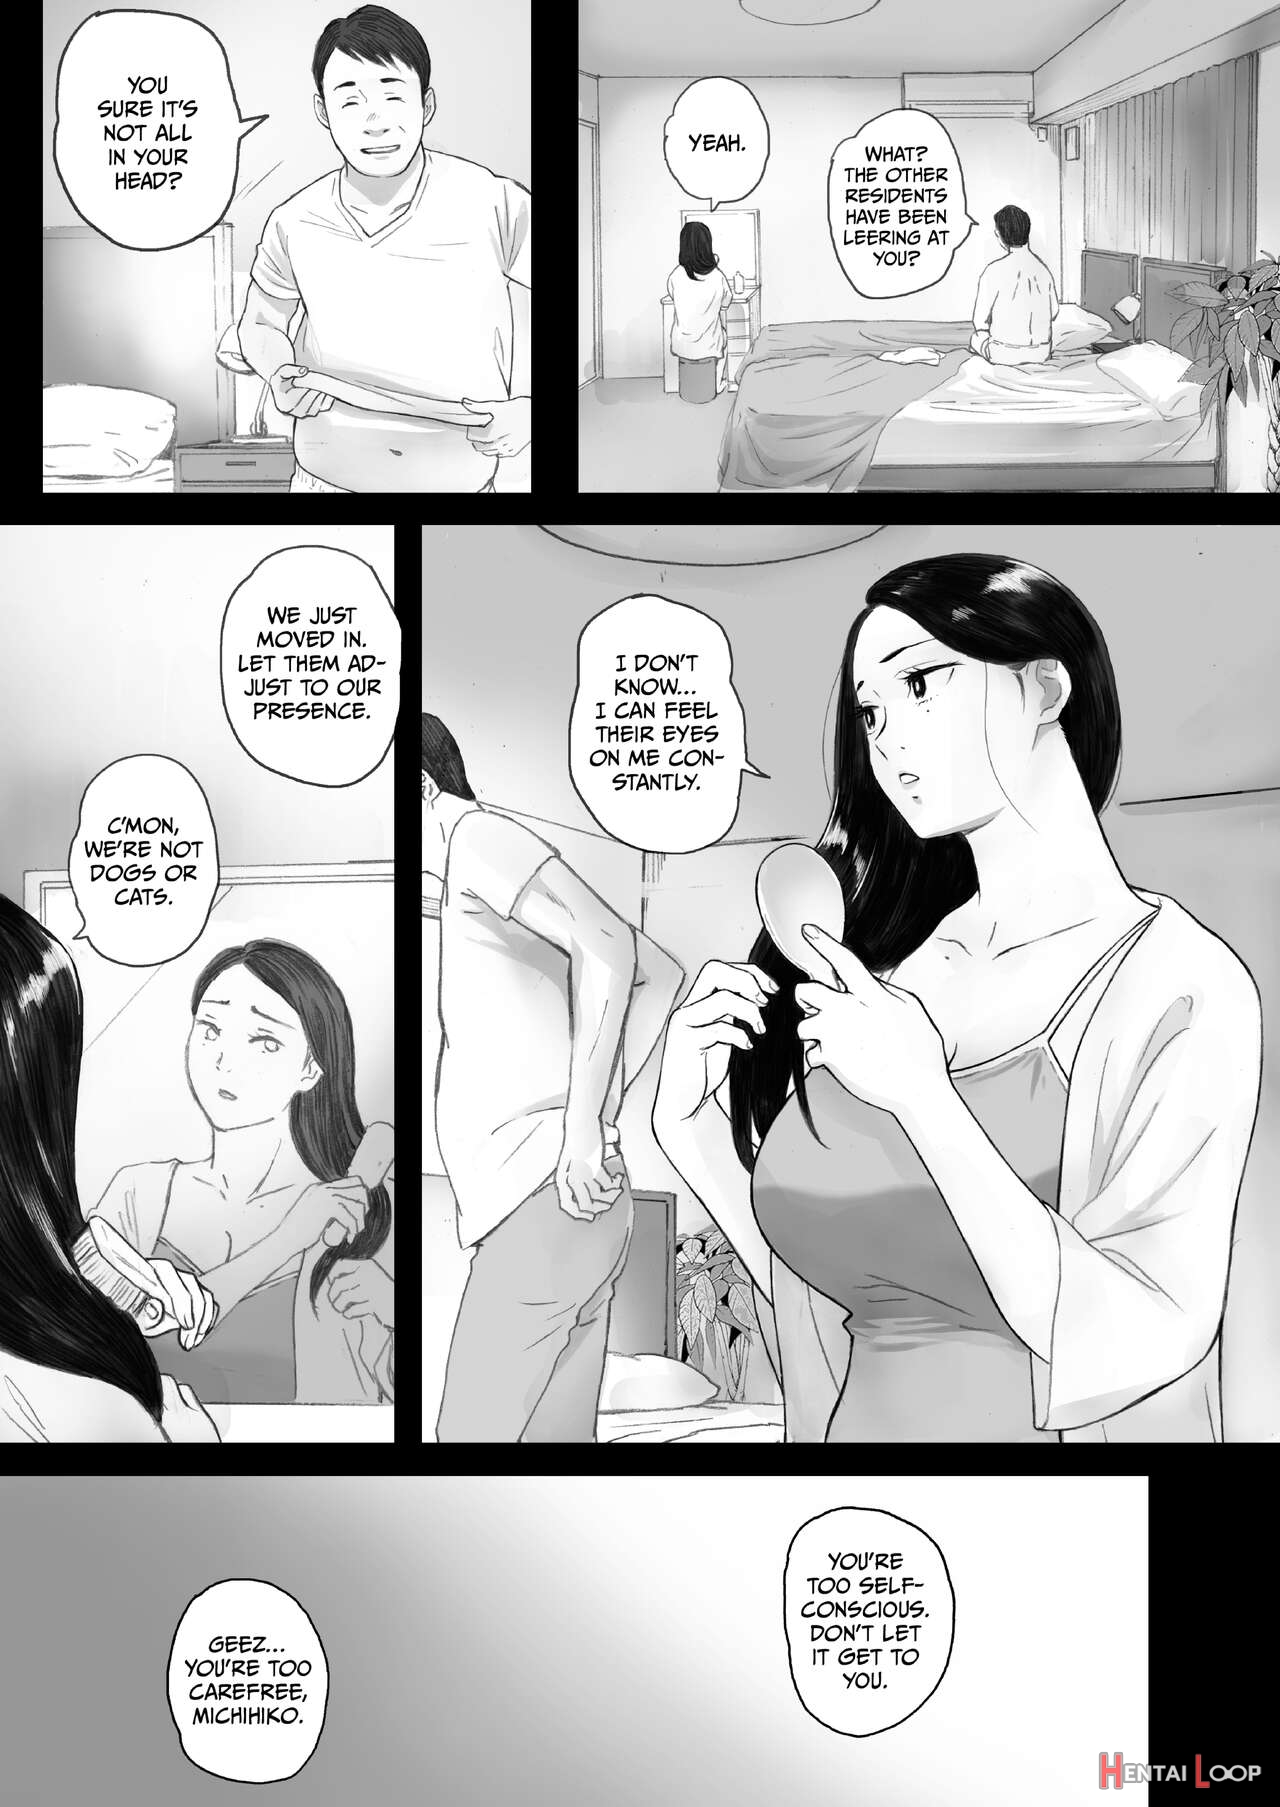 WHAT?
THE OTHER
RESIDENTS
HAVE BEEN
LEERING AT
YOU?
YEAH.
YOU
SURE IT'S
NOT ALL
IN YOUR
HEAD?
I DON'T
KNOW...
I CAN FEEL
THEIR EYES
ON ME CON-
STANTLY.
WE JUST
MOVED IN.
LET THEM AD-
JUST TO OUR
PRESENCE.
C'MON,
WE'RE NOT
DOGS OR
CATS.
YOU'RE
TOO SELF-
CONSCIOUS.
DON'T LET
IT GET TO
YOU.
GEEZ...
YOU'RE TOO
CAREFREE,
MICHIHIKO.
HENTAI LOOP